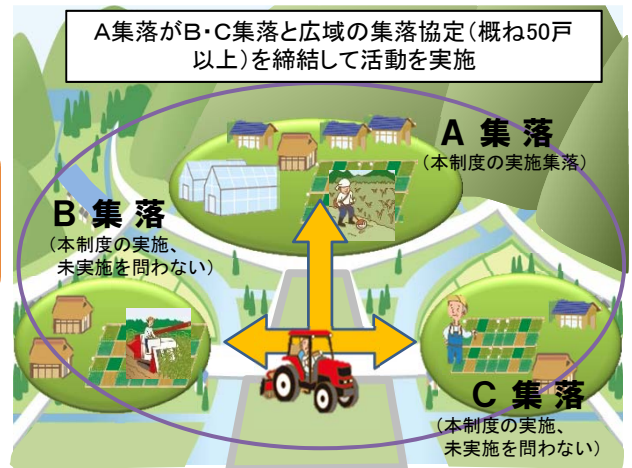 A集落がB・C集落と広域の集落協定(概ね50戸
以上)を締結して活動を実施
A 集 落
(本制度の実施集落)
B 集 落
(本制度の実施、
未実施を問わない)
C 集 落
(本制度の実施、
未実施を問わない)